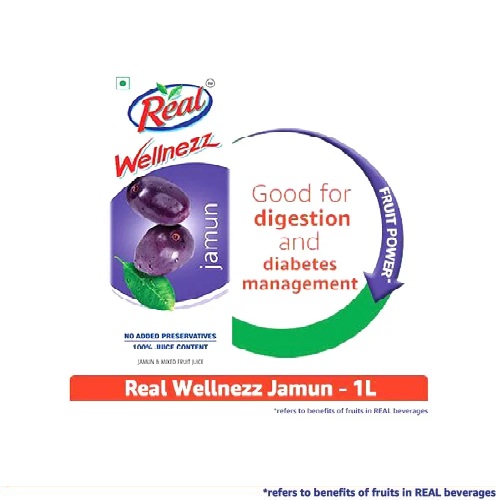 Real
Wellnezz
jamun
NO ADDED PRESERVATIVES
100% JUICE CONTENT
JAMUN & MIXED FRUIT JUICE
Good for
digestion
and
diabetes
management
FRUIT POWER*
Real Wellnezz Jamun - 1L
*refers to benefits of fruits in REAL beverages
*refers to benefits of fruits in REAL beverages